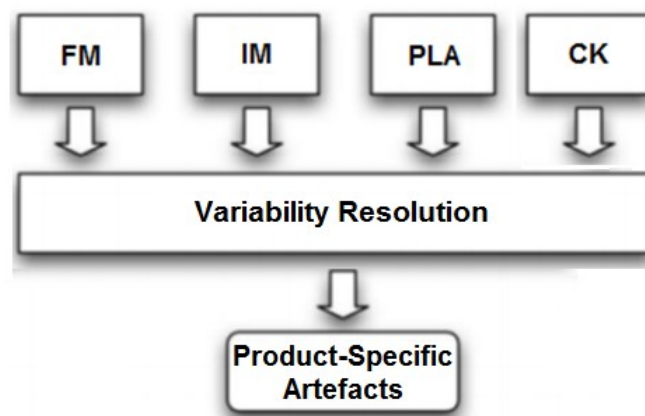 FM
IM
PLA
CK
Variability Resolution
Product-Specific
Artefacts